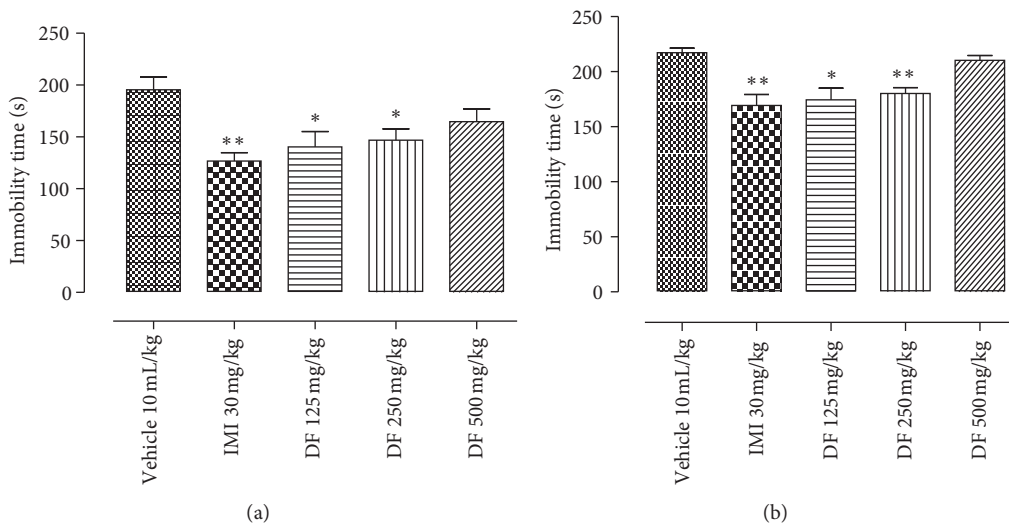 Immobility time (s)
250
200
150
100
50
0
**
*
*
Vehicle 10 mL/kg
IMI 30 mg/kg
DF 125 mg/kg
DF 250 mg/kg
DF 500 mg/kg
(a)
Immobility time (s)
250
200
150
100
50
0
**
*
**
Vehicle 10 mL/kg
IMI 30 mg/kg
DF 125 mg/kg
DF 250 mg/kg
DF 500 mg/kg
(b)